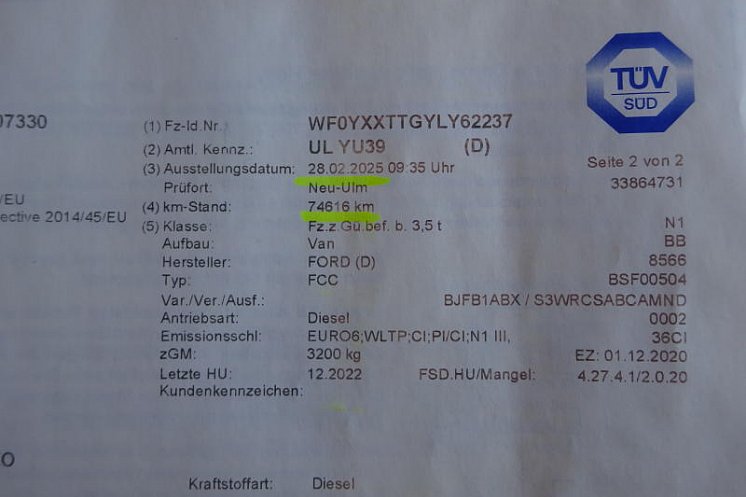 TÜV
SÜD
07330
(1) Fz-Id.Nr.: WF0YXXTTGYLY62237
(2) Amtl. Kennz.: UL YU39 (D)
(3) Ausstellungsdatum: 28.02.2025 09:35 Uhr Seite 2 von 2
Prüfort: Neu-Ulm 33864731
/EU
(4) km-Stand: 74616 km
ective 2014/45/EU
(5) Klasse: Fz.z.Gü.bef. b. 3,5 t N1
Aufbau: Van BB
Hersteller: FORD (D) 8566
Typ: FCC BSF00504
Var./Ver./Ausf.: BJFB1ABX / S3WRCSABCAMND
Antriebsart: Diesel 0002
Emissionsschl: EURO6;WLTP;CI;PI/CI;N1 III, 36CI
zGM: 3200 kg EZ: 01.12.2020
Letzte HU: 12.2022 FSD.HU/Mangel: 4.27.4.1/2.0.20
Kundenkennzeichen:
Kraftstoffart: Diesel